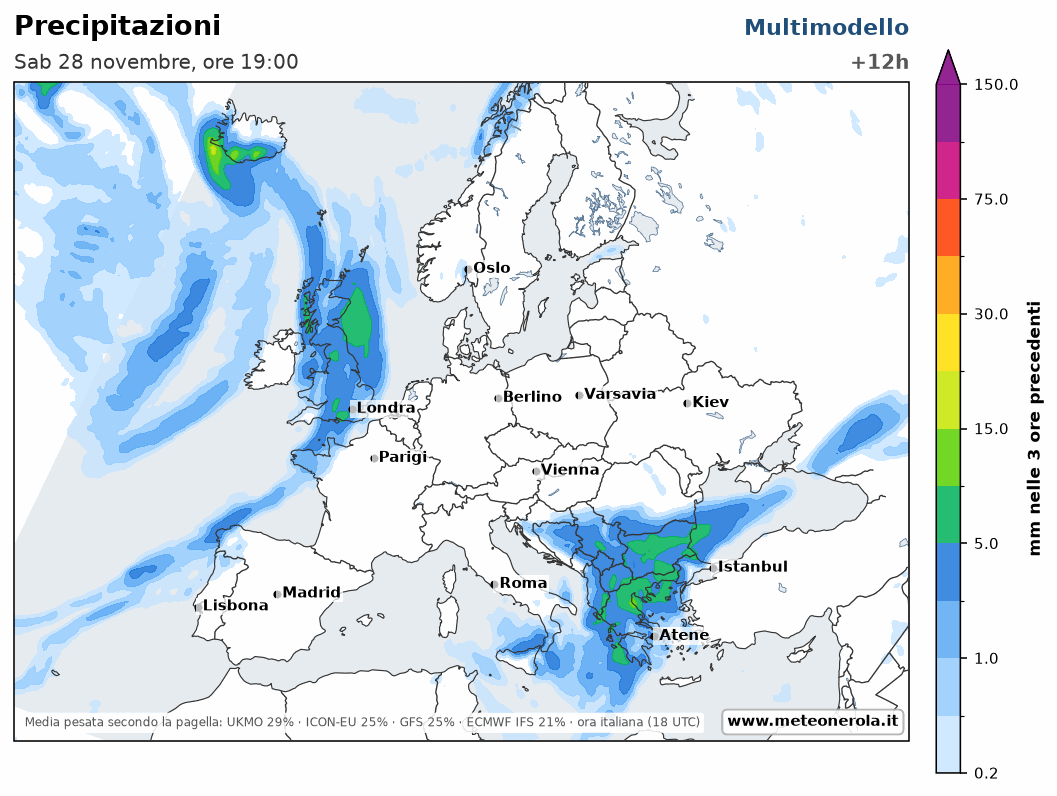 Precipitazioni
Multimodello
Sab 28 novembre, ore 19:00
+12h
150.0
75.0
30.0
15.0
5.0
1.0
0.2
mm nelle 3 ore precedenti
Oslo
Londra
Berlino
Varsavia
Kiev
Parigi
Vienna
Istanbul
Roma
Madrid
Lisbona
Atene
Media pesata secondo la pagella: UKMO 29% · ICON-EU 25% · GFS 25% · ECMWF IFS 21% · ora italiana (18 UTC)
www.meteonerola.it